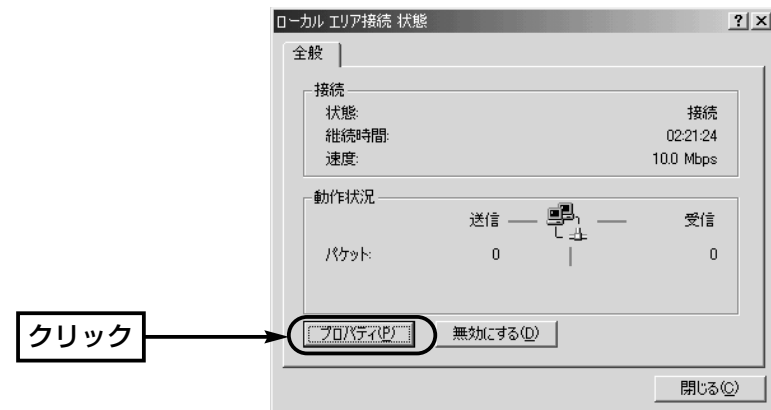 ローカル エリア接続 状態
全般
接続
状態: 接続
継続時間: 02:21:24
速度: 10.0 Mbps
動作状況
送信 受信
パケット: 0 0
クリック
プロパティ(P) 無効にする(D)
閉じる(C)